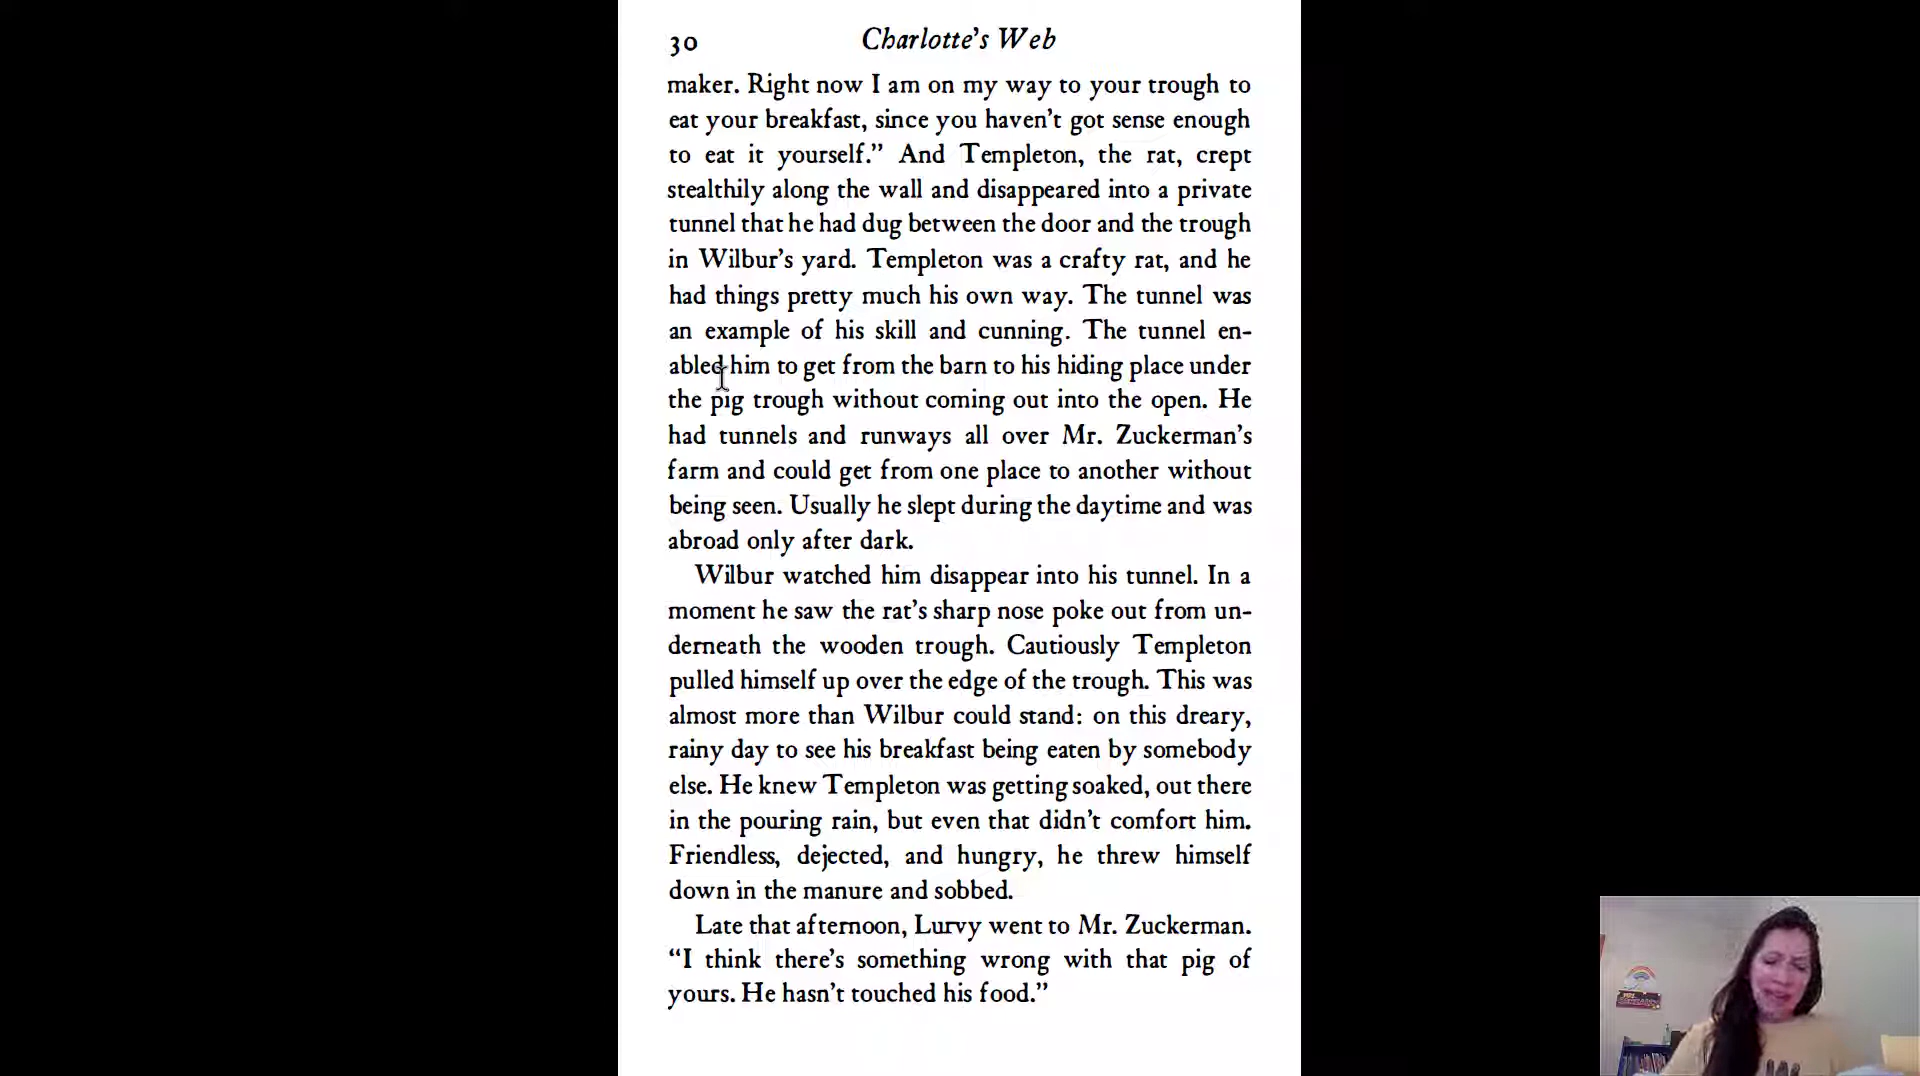 30 Charlotte's Web
maker. Right now I am on my way to your trough to
eat your breakfast, since you haven't got sense enough
to eat it yourself.” And Templeton, the rat, crept
stealthily along the wall and disappeared into a private
tunnel that he had dug between the door and the trough
in Wilbur's yard. Templeton was a crafty rat, and he
had things pretty much his own way. The tunnel was
an example of his skill and cunning. The tunnel en-
abled him to get from the barn to his hiding place under
the pig trough without coming out into the open. He
had tunnels and runways all over Mr. Zuckerman's
farm and could get from one place to another without
being seen. Usually he slept during the daytime and was
abroad only after dark.
Wilbur watched him disappear into his tunnel. In a
moment he saw the rat's sharp nose poke out from un-
derneath the wooden trough. Cautiously Templeton
pulled himself up over the edge of the trough. This was
almost more than Wilbur could stand: on this dreary,
rainy day to see his breakfast being eaten by somebody
else. He knew Templeton was getting soaked, out there
in the pouring rain, but even that didn't comfort him.
Friendless, dejected, and hungry, he threw himself
down in the manure and sobbed.
Late that afternoon, Lurvy went to Mr. Zuckerman.
“I think there's something wrong with that pig of
yours. He hasn't touched his food.”